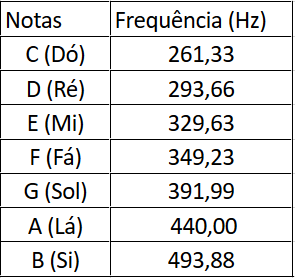 Notas Frequência (Hz)
C (Dó) 261,33
D (Ré) 293,66
E (Mi) 329,63
F (Fá) 349,23
G (Sol) 391,99
A (Lá) 440,00
B (Si) 493,88